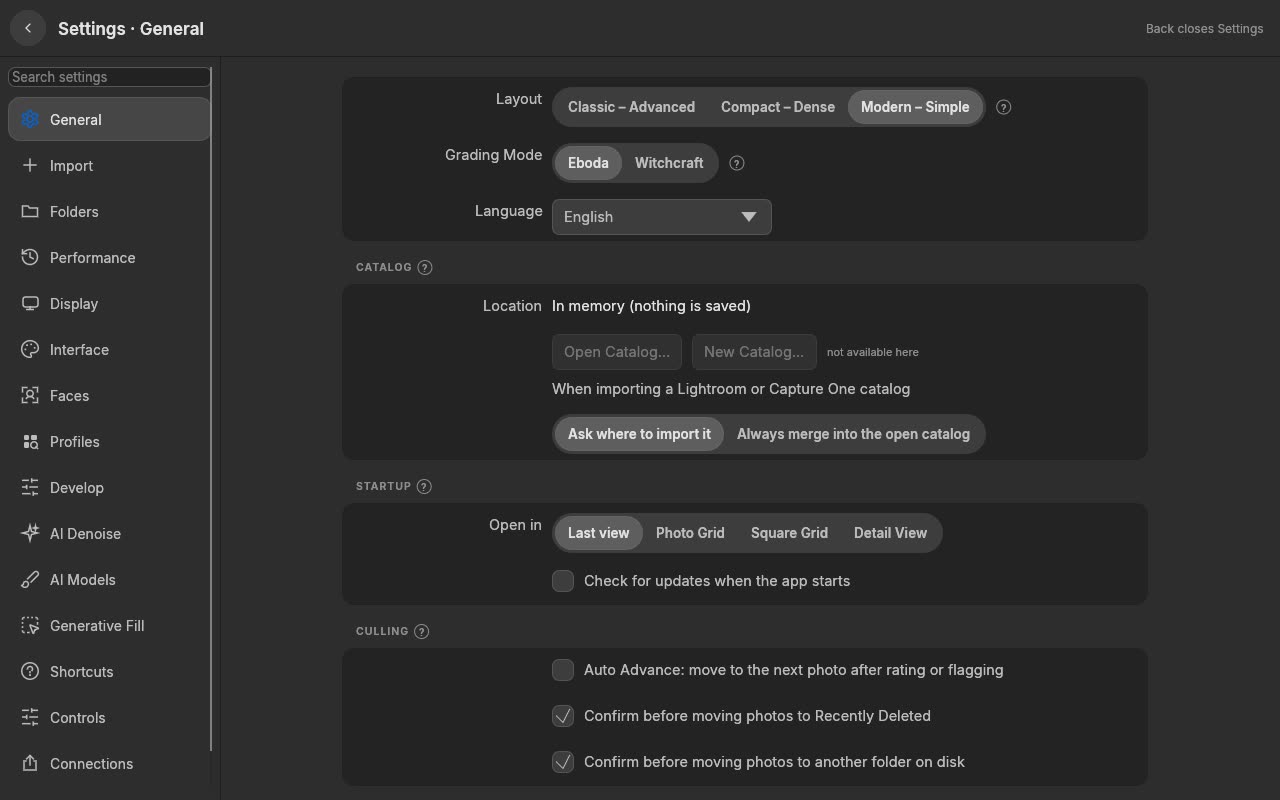 Settings · General
Back closes Settings
Search settings
General
Import
Folders
Performance
Display
Interface
Faces
Profiles
Develop
AI Denoise
AI Models
Generative Fill
Shortcuts
Controls
Connections
Layout
Classic – Advanced
Compact – Dense
Modern – Simple
?
Grading Mode
Eboda
Witchcraft
?
Language
English
CATALOG ?
Location
In memory (nothing is saved)
Open Catalog...
New Catalog...
not available here
When importing a Lightroom or Capture One catalog
Ask where to import it
Always merge into the open catalog
STARTUP ?
Open in
Last view
Photo Grid
Square Grid
Detail View
Check for updates when the app starts
CULLING ?
Auto Advance: move to the next photo after rating or flagging
Confirm before moving photos to Recently Deleted
Confirm before moving photos to another folder on disk